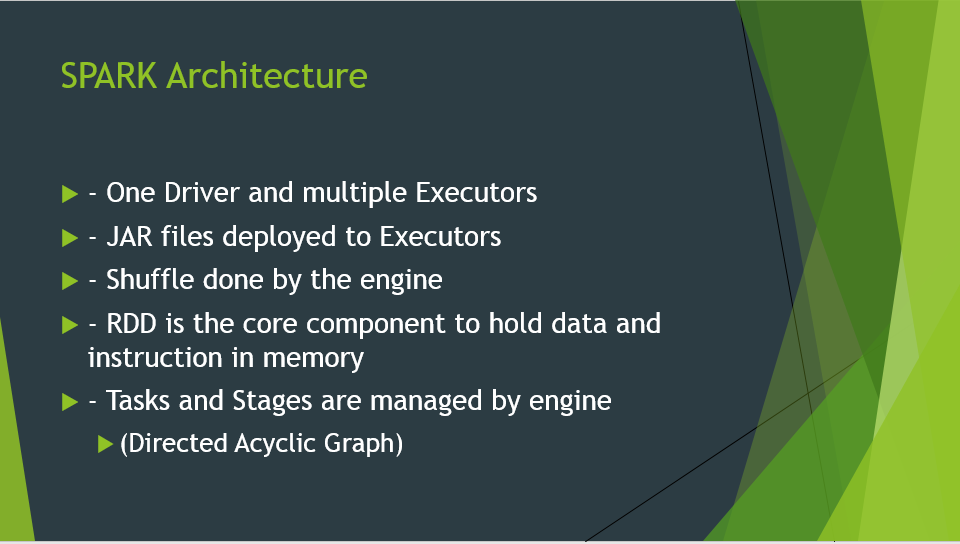 SPARK Architecture
- One Driver and multiple Executors
- JAR files deployed to Executors
- Shuffle done by the engine
- RDD is the core component to hold data and
instruction in memory
- Tasks and Stages are managed by engine
(Directed Acyclic Graph)